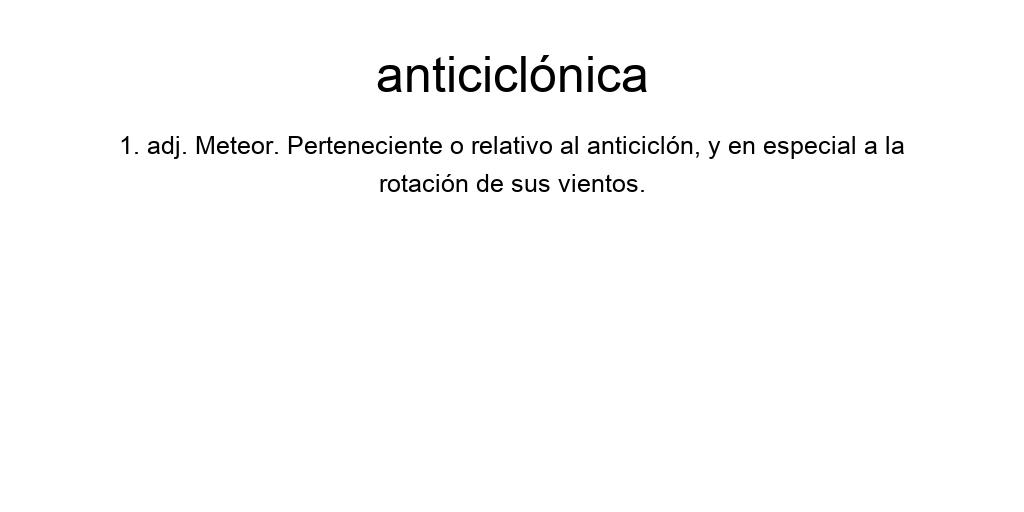 anticiclónica
1. adj. Meteor. Perteneciente o relativo al anticiclón, y en especial a la
rotación de sus vientos.